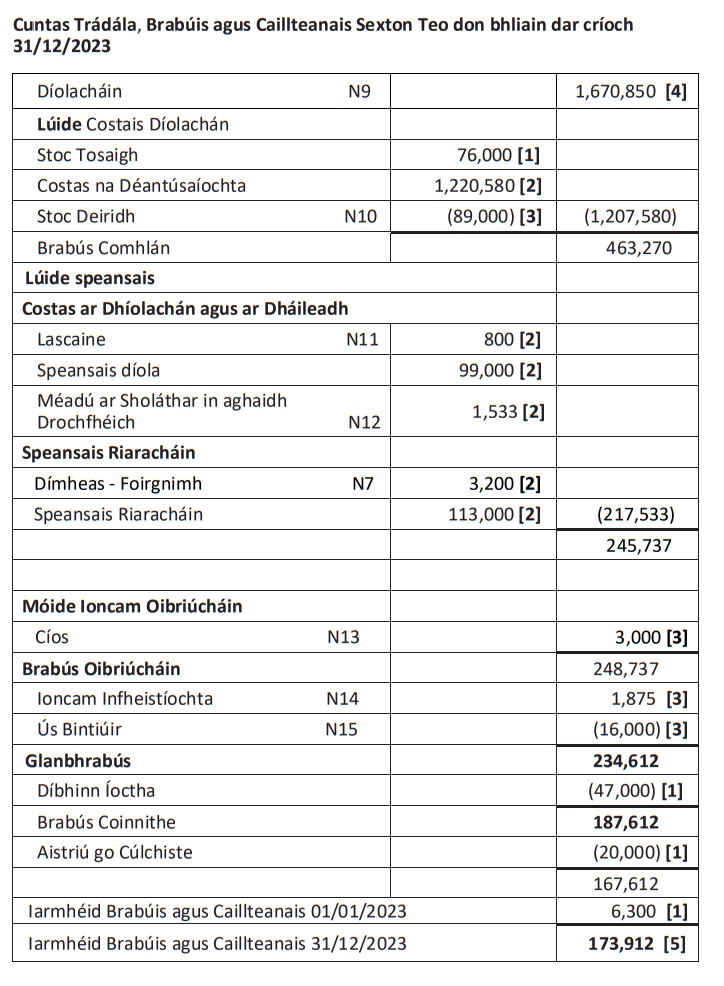 Cuntas Trádála, Brabúis agus Caillteanais Sexton Teo don bhliain dar críoch
31/12/2023
Díolacháin N9 1,670,850 [4]
Lúide Costais Díolachán
Stoc Tosaigh 76,000 [1]
Costas na Déantúsaíochta 1,220,580 [2]
Stoc Deiridh N10 (89,000) [3] (1,207,580)
Brabús Comhlán 463,270
Lúide speansais
Costas ar Dhíolachán agus ar Dháileadh
Lascaine N11 800 [2]
Speansais díola 99,000 [2]
Méadú ar Sholáthar in aghaidh
Drochfhéich N12 1,533 [2]
Speansais Riaracháin
Dímheas - Foirgnimh N7 3,200 [2]
Speansais Riaracháin 113,000 [2] (217,533)
245,737
Móide Ioncam Oibriúcháin
Cíos N13 3,000 [3]
Brabús Oibriúcháin 248,737
Ioncam Infheistíochta N14 1,875 [3]
Ús Bintiúir N15 (16,000) [3]
Glanbhrabús 234,612
Díbhinn Íoctha (47,000) [1]
Brabús Coinnithe 187,612
Aistriú go Cúlchiste (20,000) [1]
167,612
Iarmhéid Brabúis agus Caillteanais 01/01/2023 6,300 [1]
Iarmhéid Brabúis agus Caillteanais 31/12/2023 173,912 [5]